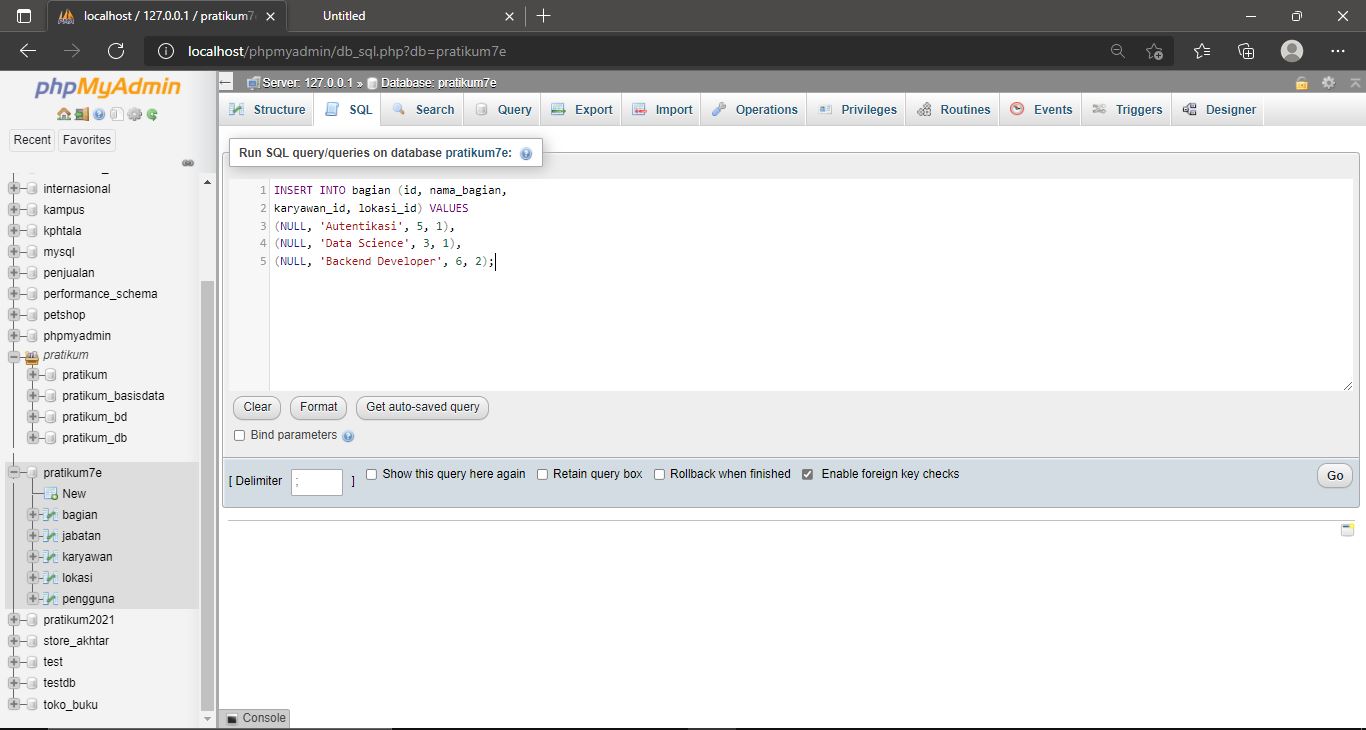 localhost / 127.0.0.1 / pratikum7
Untitled
localhost/phpmyadmin/db_sql.php?db=pratikum7e
phpMyAdmin
Recent Favorites
internasional
kampus
kphtala
mysql
penjualan
performance_schema
petshop
phpmyadmin
pratikum
pratikum
pratikum_basisdata
pratikum_bd
pratikum_db
pratikum7e
New
bagian
jabatan
karyawan
lokasi
pengguna
pratikum2021
store_akhtar
test
testdb
toko_buku
Server: 127.0.0.1 » Database: pratikum7e
Structure SQL Search Query Export Import Operations Privileges Routines Events Triggers Designer
Run SQL query/queries on database pratikum7e:
1 INSERT INTO bagian (id, nama_bagian,
2 karyawan_id, lokasi_id) VALUES
3 (NULL, 'Autentikasi', 5, 1),
4 (NULL, 'Data Science', 3, 1),
5 (NULL, 'Backend Developer', 6, 2);
Clear Format Get auto-saved query
Bind parameters
[ Delimiter ; ] Show this query here again Retain query box Rollback when finished Enable foreign key checks Go
Console